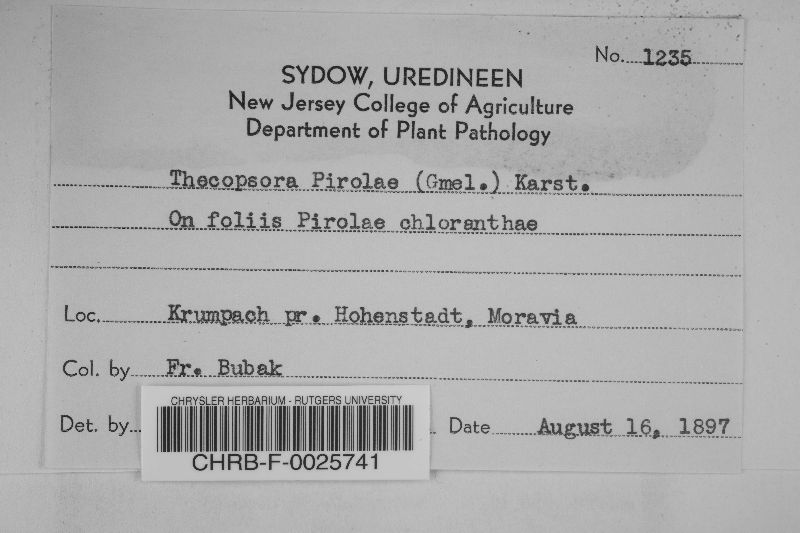 No. 1235
SYDOW, UREDINEEN
New Jersey College of Agriculture
Department of Plant Pathology
Thecopsora Pirolae (Gmel.) Karst.
On foliis Pirolae chloranthae
Loc. Krumpach pr. Hohenstadt, Moravia
Col. by Fr. Bubak
Det. by Date August 16, 1897
CHRYSLER HERBARIUM - RUTGERS UNIVERSITY
CHRB-F-0025741